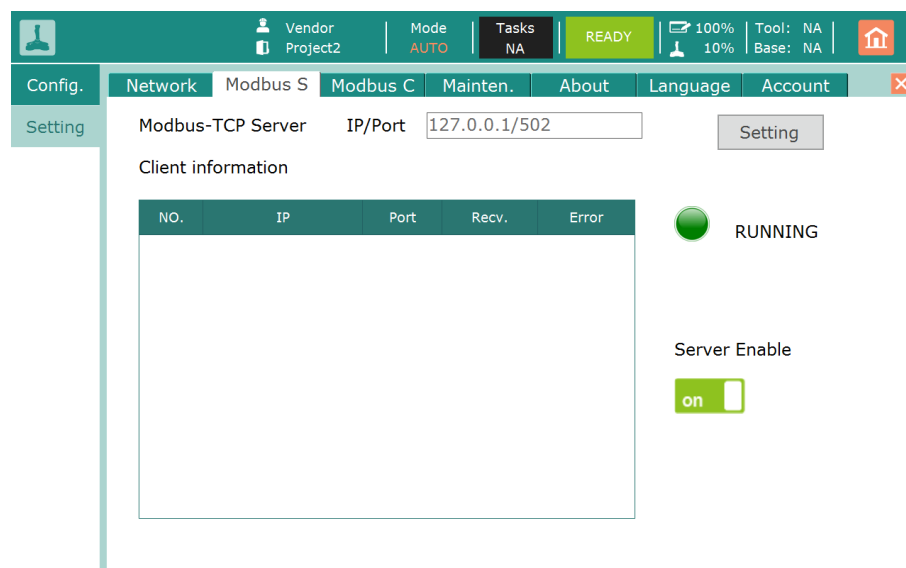 Vendor Mode Tasks READY 100% Tool: NA
Project2 AUTO NA 10% Base: NA
Config. Network Modbus S Modbus C Mainten. About Language Account
Setting Modbus-TCP Server IP/Port 127.0.0.1/502 Setting
Client information
NO. IP Port Recv. Error
RUNNING
Server Enable
on